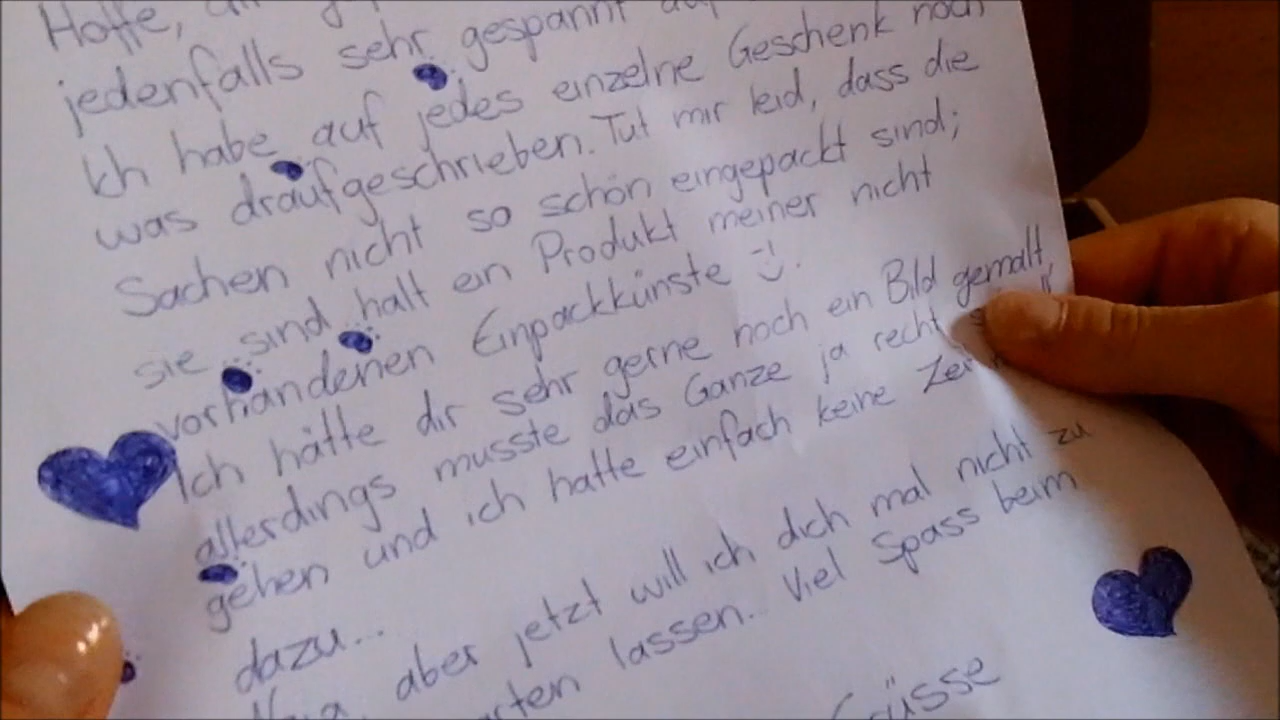 Hoffe,
jedenfalls sehr gespannt auf
Ich habe auf jedes einzelne Geschenk noch
was draufgeschrieben. Tut mir leid, dass die
Sachen nicht so schön eingepackt sind;
sie sind halt ein Produkt meiner nicht
vorhandenen Einpackkünste
Ich hätte dir sehr gerne noch ein Bild gemalt,
allerdings musste das Ganze ja recht
gehen und ich hatte einfach keine Zeit
dazu...
aber jetzt will ich dich mal nicht zu
lassen... Viel Spass beim
Grüsse